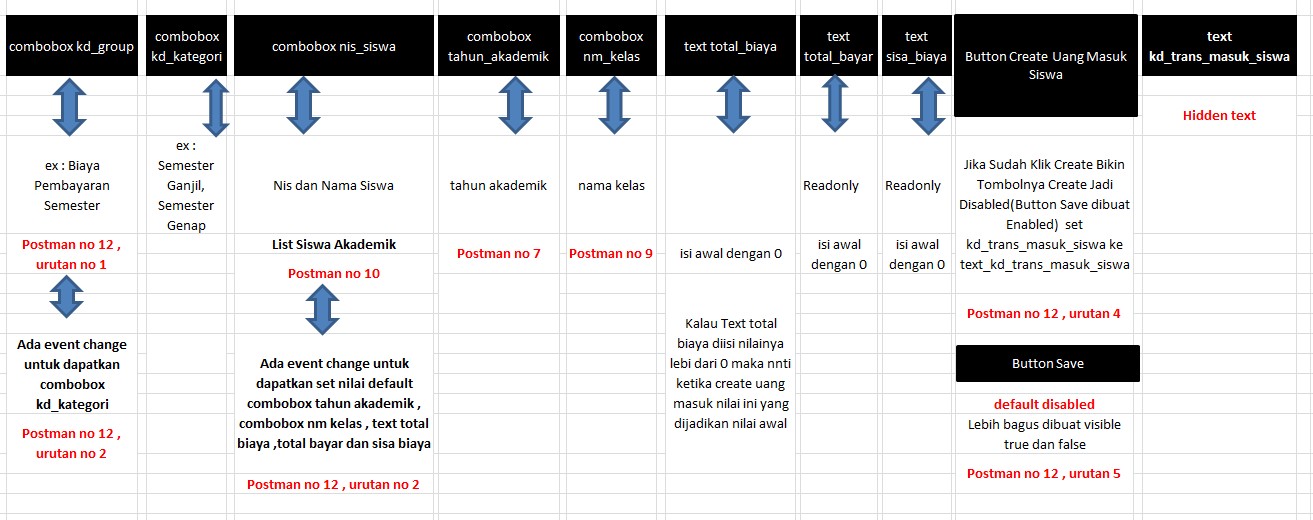 combobox kd_group
combobox
kd_kategori
combobox nis_siswa
combobox
tahun_akademik
combobox
nm_kelas
text total_biaya
text
total_bayar
text
sisa_biaya
Button Create Uang Masuk
Siswa
text
kd_trans_masuk_siswa
Hidden text
ex : Biaya
Pembayaran
Semester
ex :
Semester
Ganjil,
Semester
Genap
Nis dan Nama Siswa
tahun akademik
nama kelas
Readonly
Readonly
Jika Sudah Klik Create Bikin
Tombolnya Create Jadi
Disabled(Button Save dibuat
Enabled) set
kd_trans_masuk_siswa ke
text_kd_trans_masuk_siswa
Postman no 12 ,
urutan no 1
List Siswa Akademik
Postman no 10
Postman no 7
Postman no 9
isi awal dengan 0
isi awal
dengan 0
isi awal
dengan 0
Postman no 12 , urutan 4
Ada event change
untuk dapatkan
combobox
kd_kategori
Postman no 12 ,
urutan no 2
Ada event change untuk
dapatkan set nilai default
combobox tahun akademik ,
combobox nm kelas , text total
biaya ,total bayar dan sisa biaya
Postman no 12 , urutan no 2
Kalau Text total
biaya diisi nilainya
lebi dari 0 maka nnti
ketika create uang
masuk nilai ini yang
dijadikan nilai awal
Button Save
default disabled
Lebih bagus dibuat visible
true dan false
Postman no 12 , urutan 5